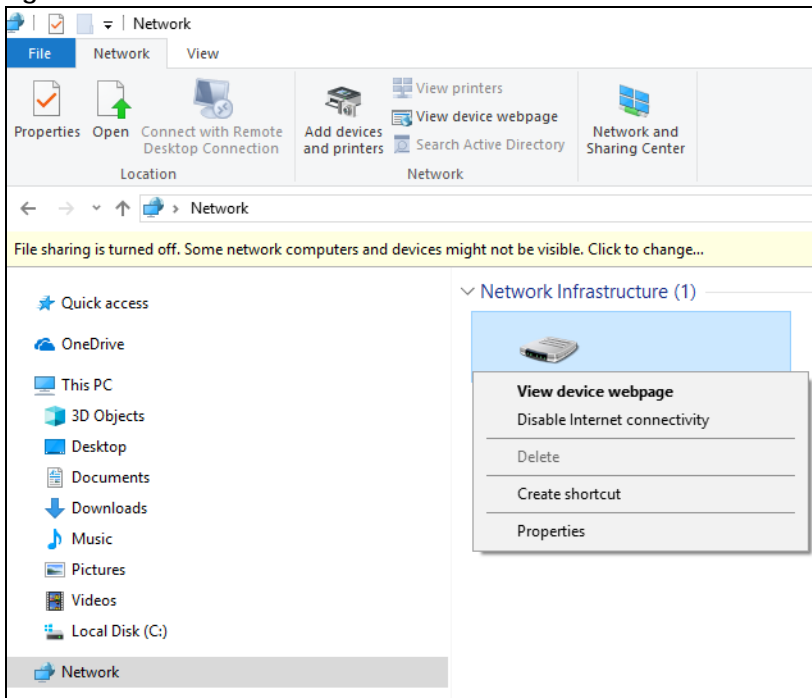 Network
File Network View
Properties Open Connect with Remote Desktop Connection
Location
Add devices and printers
View printers
View device webpage
Search Active Directory
Network
Network and Sharing Center
Network
File sharing is turned off. Some network computers and devices might not be visible. Click to change...
Quick access
OneDrive
This PC
3D Objects
Desktop
Documents
Downloads
Music
Pictures
Videos
Local Disk (C:)
Network
Network Infrastructure (1)
View device webpage
Disable Internet connectivity
Delete
Create shortcut
Properties